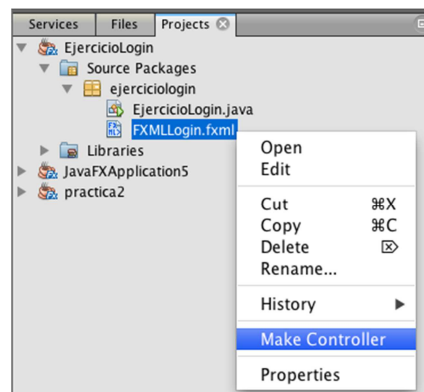 Services Files Projects
EjercicioLogin
Source Packages
ejerciciologin
EjercicioLogin.java
FXMLLogin.fxml
Libraries
JavaFXApplication5
practica2
Open
Edit
Cut ⌘X
Copy ⌘C
Delete ⌦
Rename...
History ▶
Make Controller
Properties